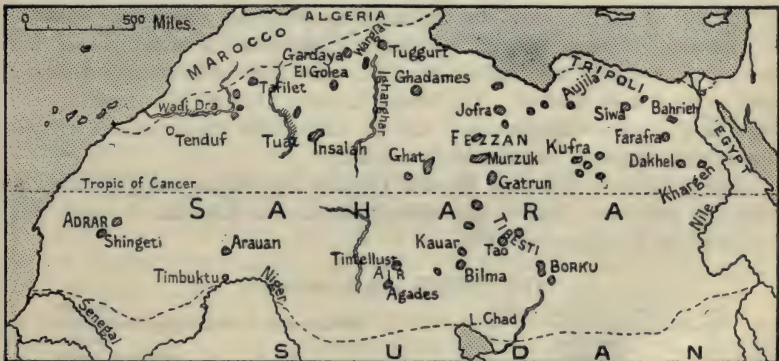 0 500 Miles.
ALGERIA
MAROCCO
Gardaya
Wargla
Tuggurt
El Golea
Tafilet
Igharghar
Ghadames
TRIPOLI
Aujila
Wadi Dra
Jofra
Siwa
Bahrieh
Tenduf
Tuat
Insalah
FEZZAN
Farafra
EGYPT
Ghat
Murzuk
Kufra
Dakhel
Khargeh
Gatrun
Tropic of Cancer
SAHARA
Nile
ADRAR
Shingeti
Arauan
Kauar
TIBESTI
Tao
Timellust
AIR
BORKU
Timbuktu
Niger
Bilma
Agades
Senegal
L. Chad
SUDAN